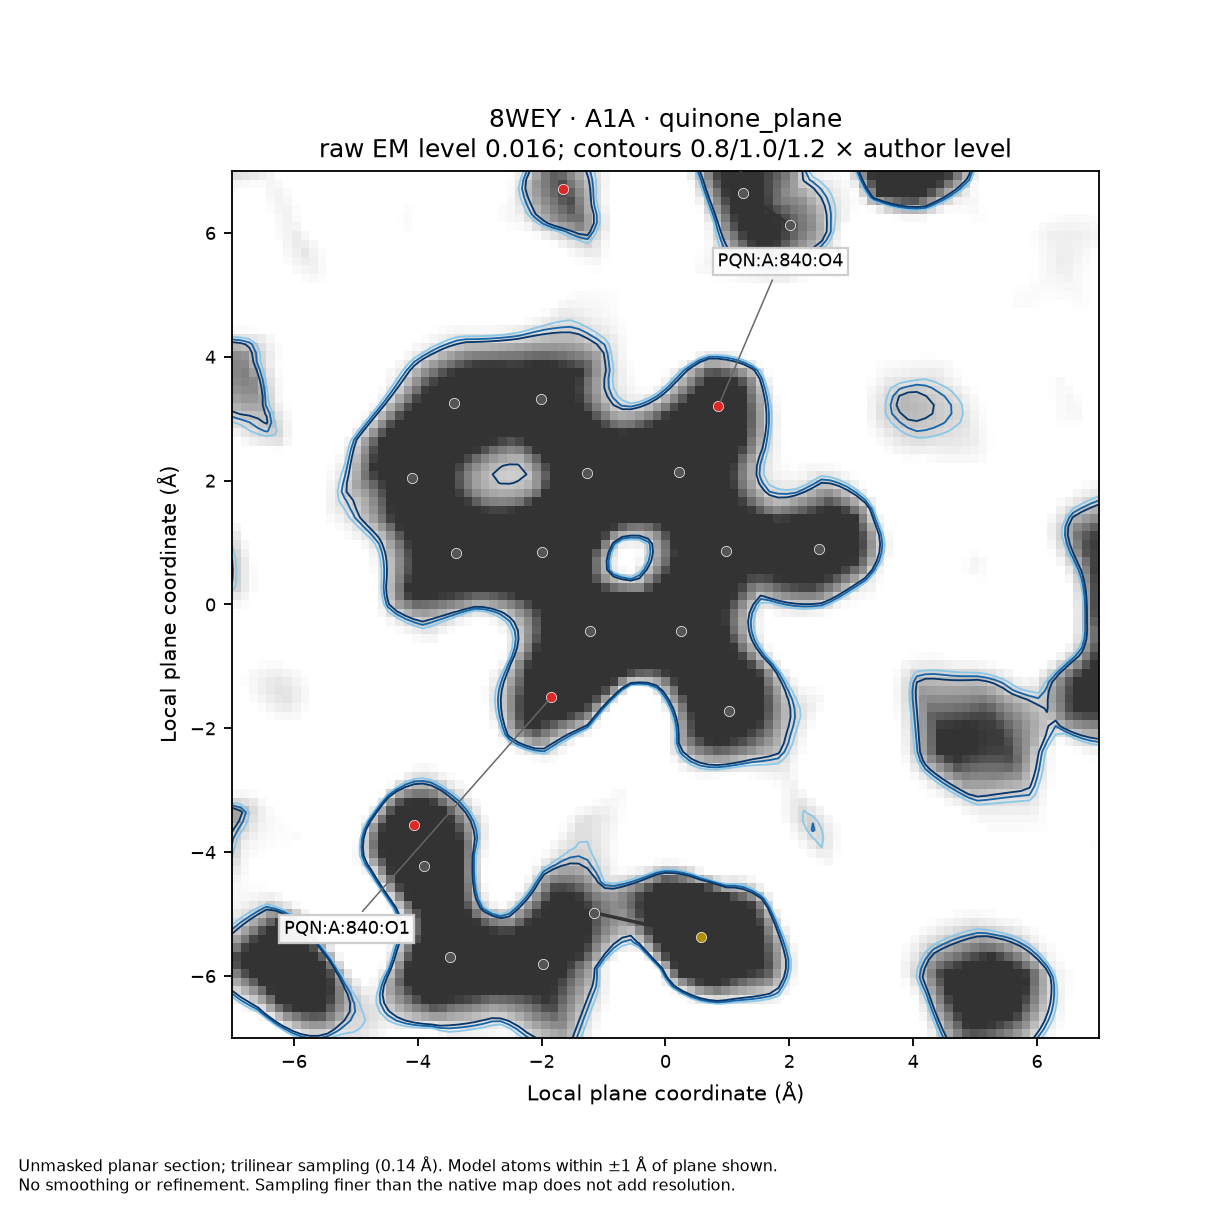 8WEY · A1A · quinone_plane
raw EM level 0.016; contours 0.8/1.0/1.2 × author level
PQN:A:840:O4
PQN:A:840:O1
6
4
2
0
−2
−4
−6
Local plane coordinate (Å)
−6 −4 −2 0 2 4 6
Local plane coordinate (Å)
Unmasked planar section; trilinear sampling (0.14 Å). Model atoms within ±1 Å of plane shown.
No smoothing or refinement. Sampling finer than the native map does not add resolution.